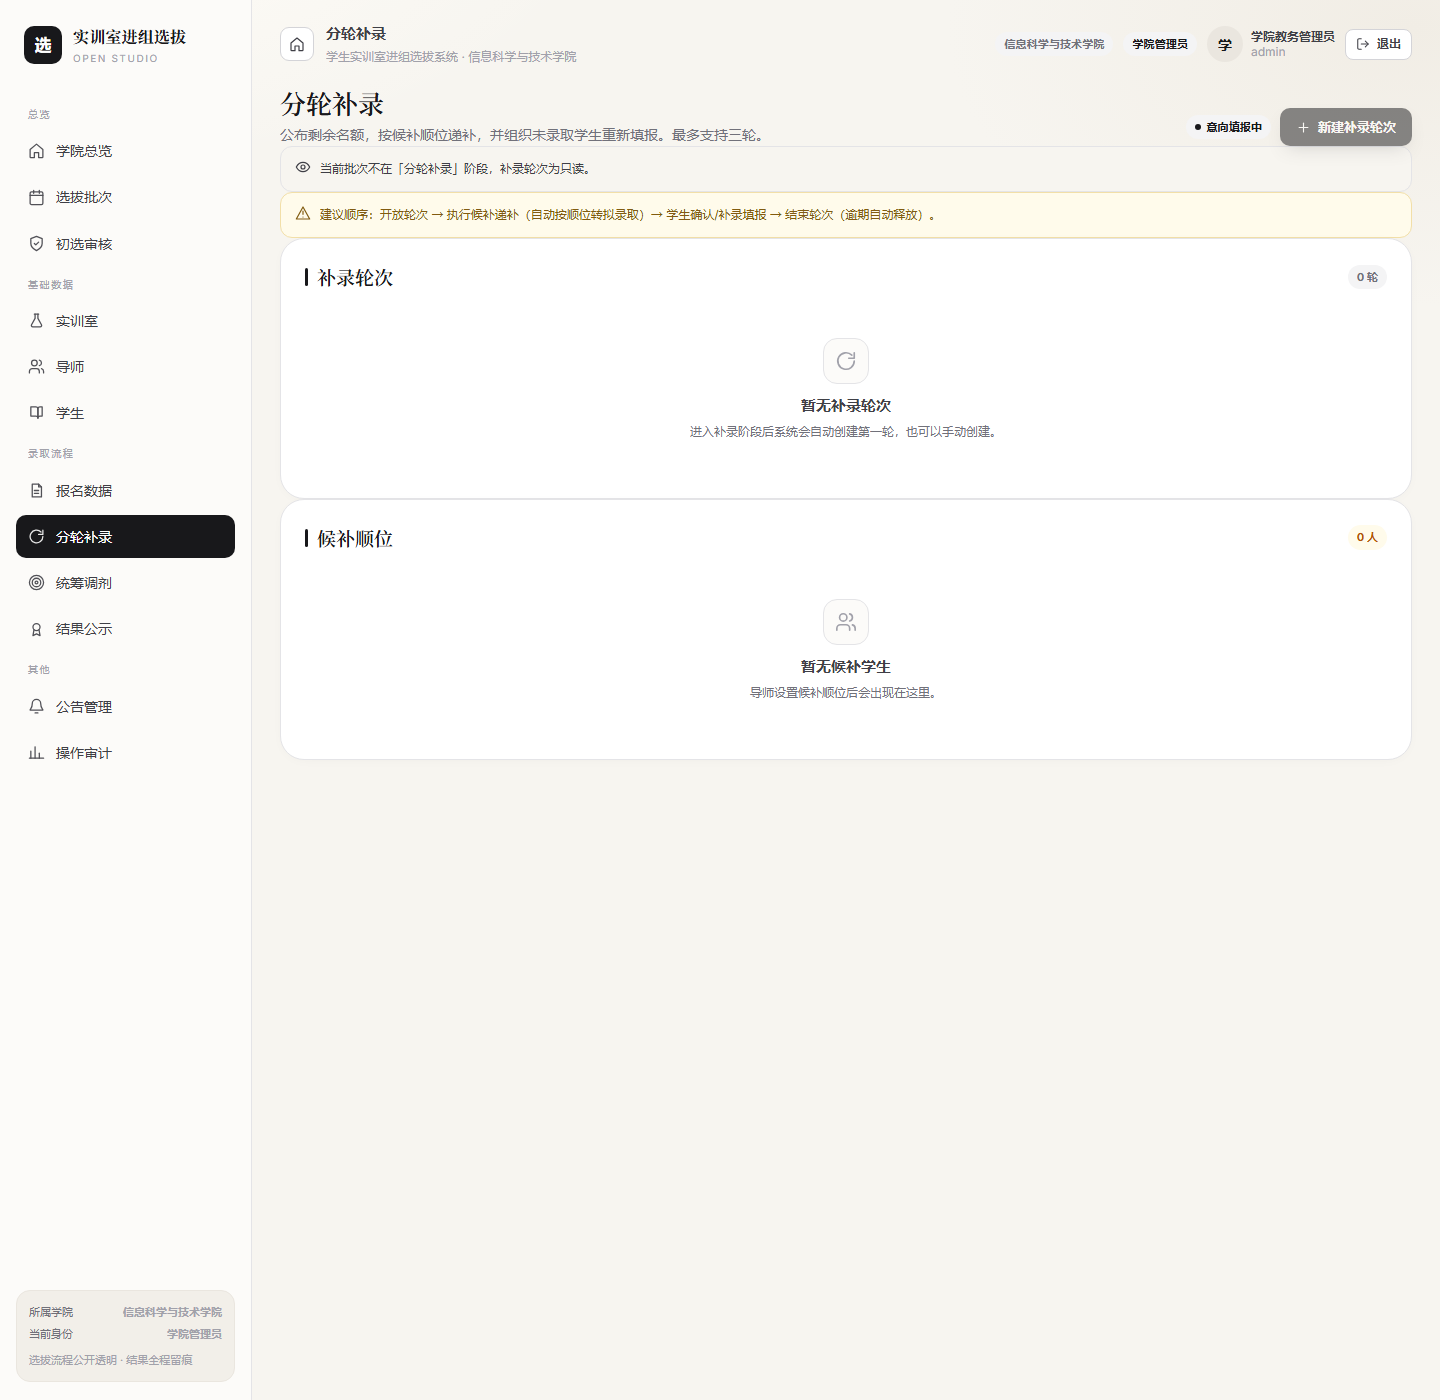 选
实训室进组选拔
OPEN STUDIO
总览
学院总览
选拔批次
初选审核
基础数据
实训室
导师
学生
录取流程
报名数据
分轮补录
统筹调剂
结果公示
其他
公告管理
操作审计
所属学院 信息科学与技术学院
当前身份 学院管理员
选拔流程公开透明 · 结果全程留痕
分轮补录
学生实训室进组选拔系统 · 信息科学与技术学院
信息科学与技术学院
学院管理员
学
学院教务管理员
admin
退出
分轮补录
公布剩余名额，按候补顺位递补，并组织未录取学生重新填报。最多支持三轮。
意向填报中
新建补录轮次
当前批次不在「分轮补录」阶段，补录轮次为只读。
建议顺序：开放轮次 → 执行候补递补（自动按顺位转拟录取）→ 学生确认/补录填报 → 结束轮次（逾期自动释放）。
补录轮次
0 轮
暂无补录轮次
进入补录阶段后系统会自动创建第一轮，也可以手动创建。
候补顺位
0 人
暂无候补学生
导师设置候补顺位后会出现在这里。